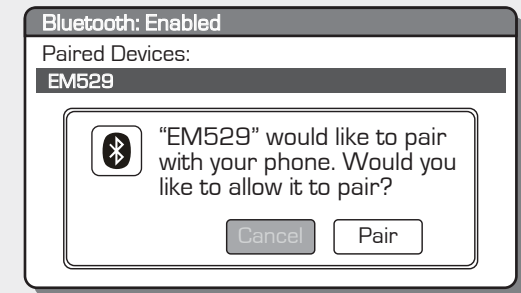 Bluetooth: Enabled
Paired Devices:
EM529
“EM529” would like to pair
with your phone. Would you
like to allow it to pair?
Cancel
Pair